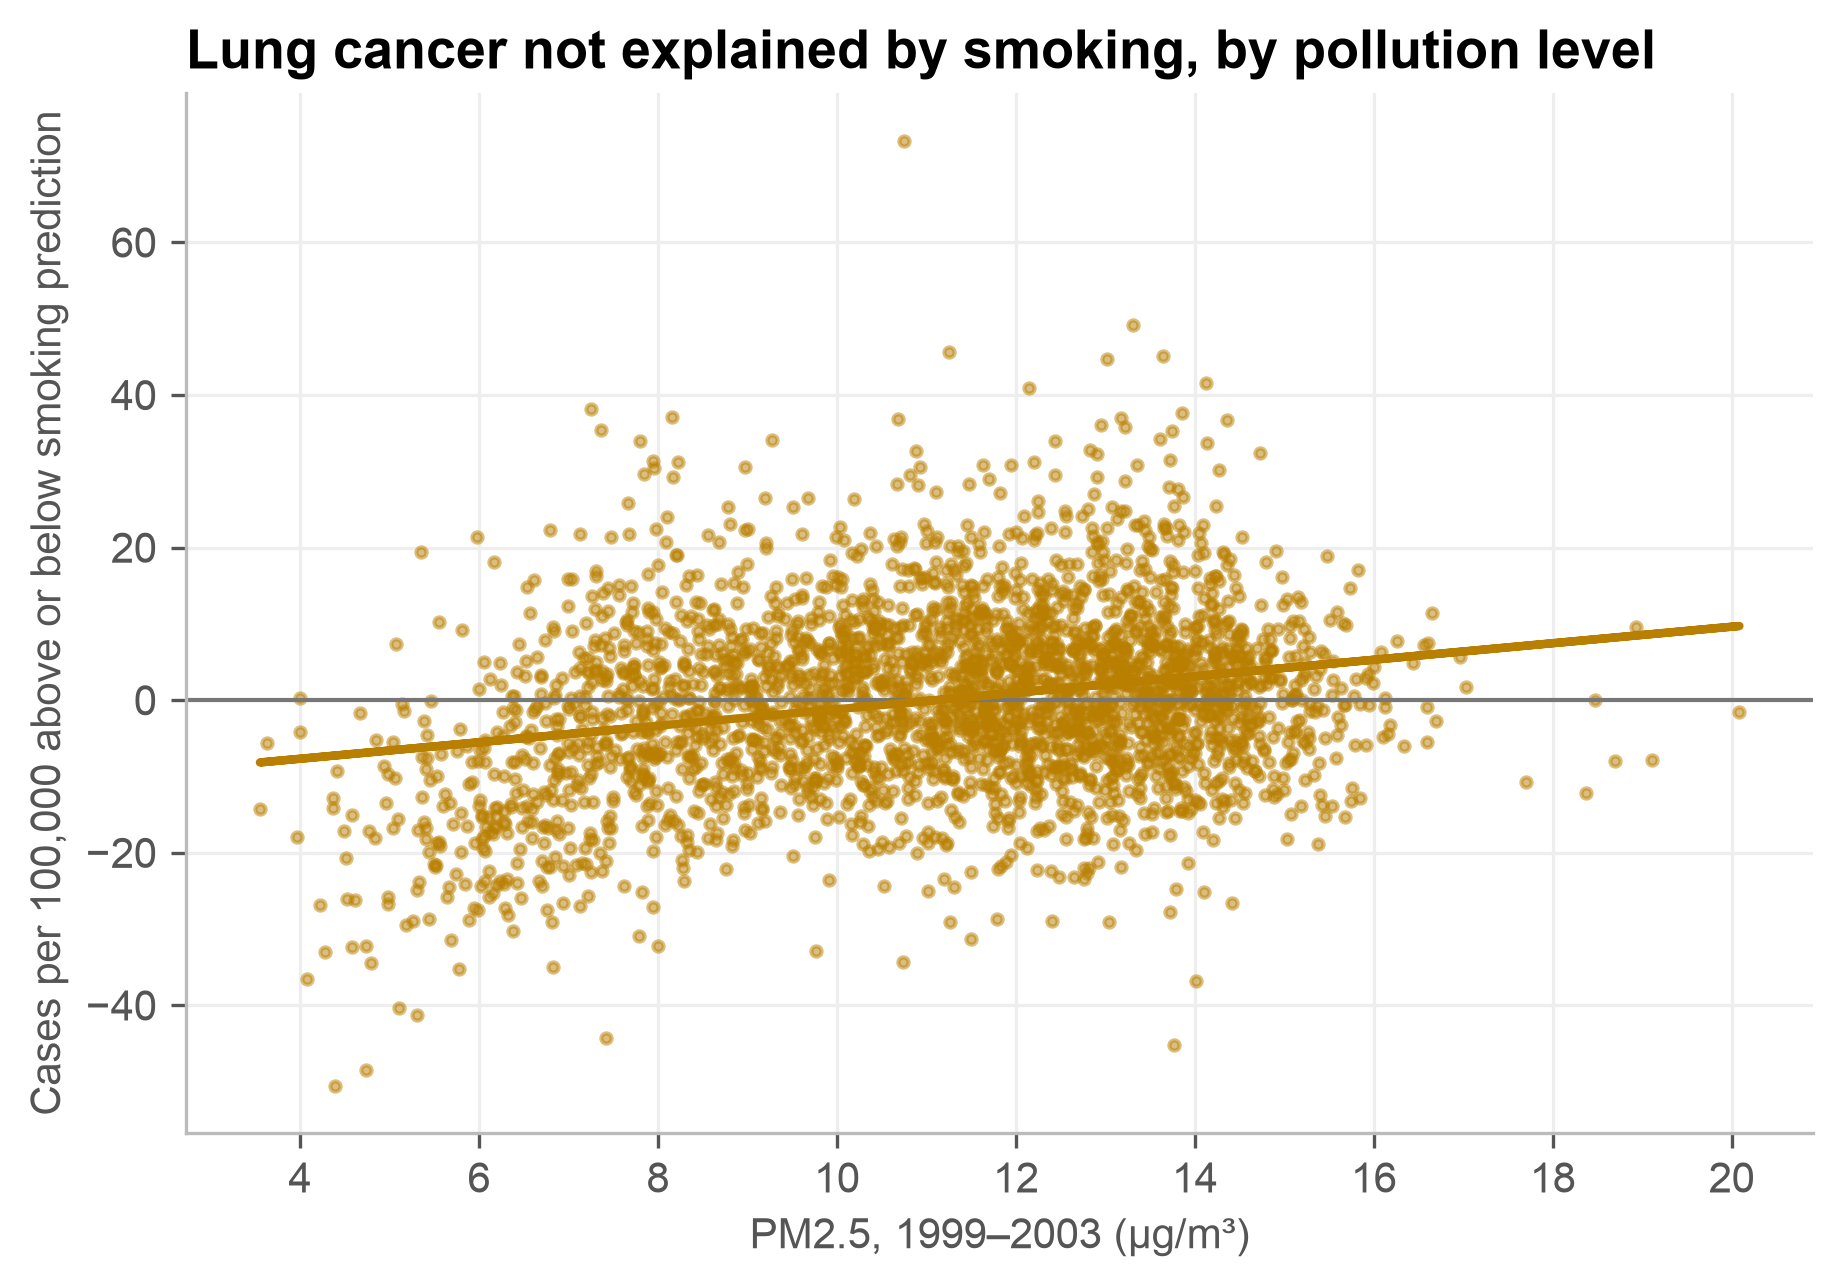 Lung cancer not explained by smoking, by pollution level
Cases per 100,000 above or below smoking prediction
60
40
20
0
−20
−40
4 6 8 10 12 14 16 18 20
PM2.5, 1999–2003 (µg/m³)